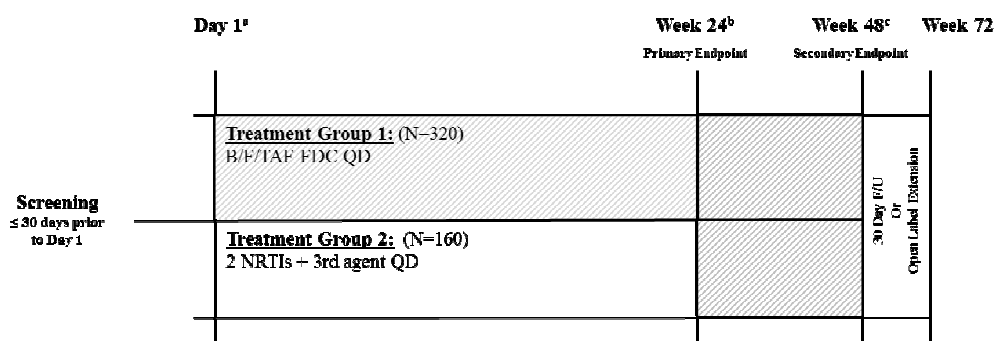 Day 1ª
Week 24ᵇ
Primary Endpoint
Week 48ᶜ
Secondary Endpoint
Week 72
Treatment Group 1: (N=320)
B/F/TAF FDC QD
Screening
≤ 30 days prior
to Day 1
Treatment Group 2: (N=160)
2 NRTIs + 3rd agent QD
30 Day F/U
Or
Open Label Extension